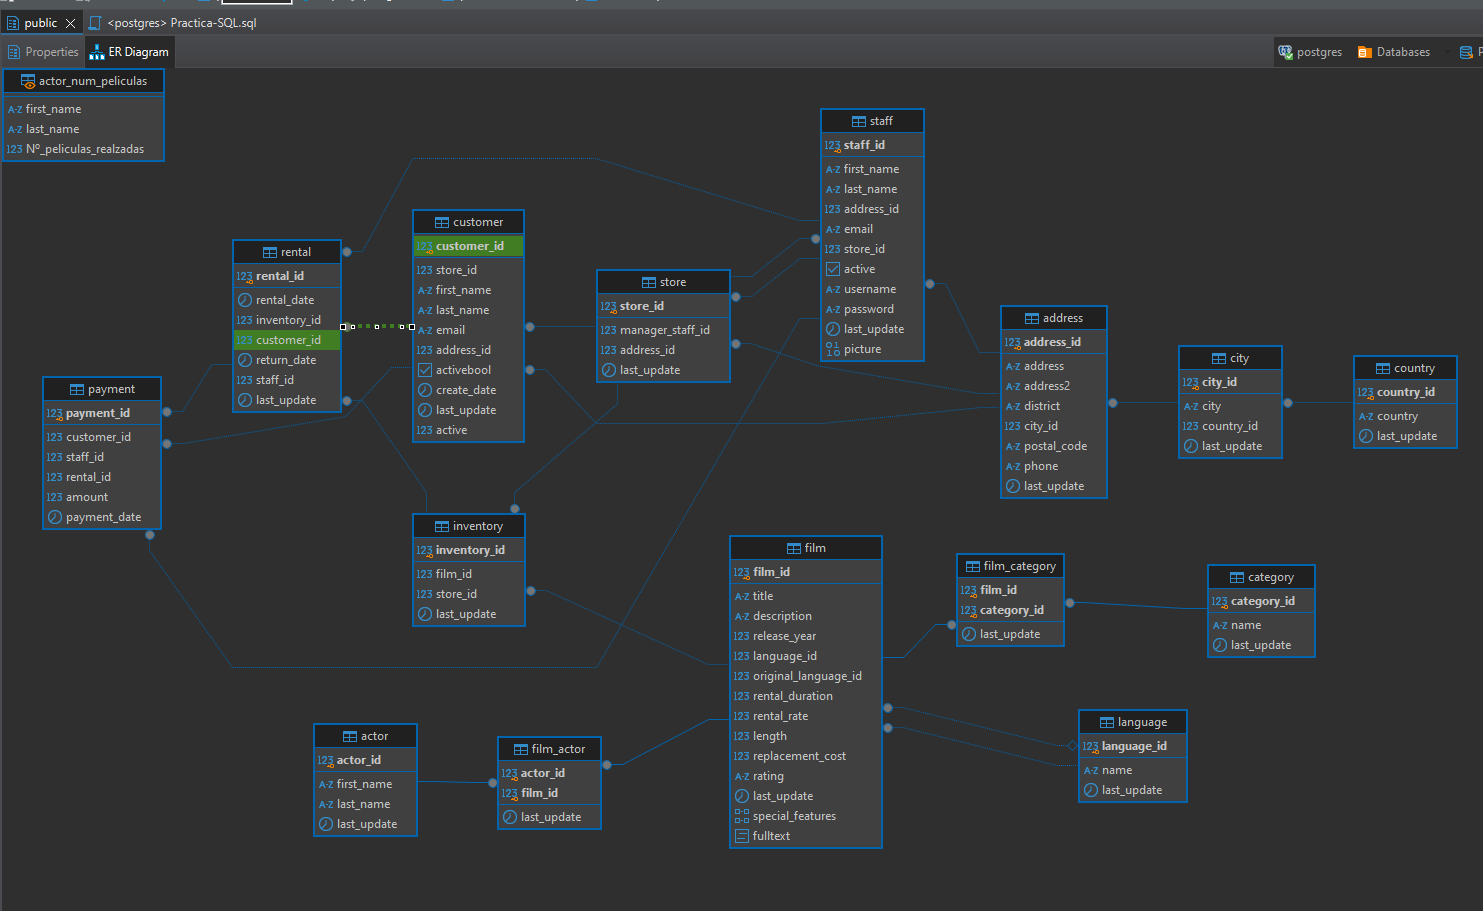 public
<postgres> Practica-SQL.sql
Properties
ER Diagram
postgres
Databases
P
actor_num_peliculas
first_name
last_name
Nº_peliculas_realzadas
staff
staff_id
first_name
last_name
address_id
email
store_id
active
username
password
last_update
picture
customer
customer_id
store_id
first_name
last_name
email
address_id
activebool
create_date
last_update
active
rental
rental_id
rental_date
inventory_id
customer_id
return_date
staff_id
last_update
store
store_id
manager_staff_id
address_id
last_update
address
address_id
address
address2
district
city_id
postal_code
phone
last_update
city
city_id
city
country_id
last_update
country
country_id
country
last_update
payment
payment_id
customer_id
staff_id
rental_id
amount
payment_date
inventory
inventory_id
film_id
store_id
last_update
film
film_id
title
description
release_year
language_id
original_language_id
rental_duration
rental_rate
length
replacement_cost
rating
last_update
special_features
fulltext
film_category
film_id
category_id
last_update
category
category_id
name
last_update
language
language_id
name
last_update
actor
actor_id
first_name
last_name
last_update
film_actor
actor_id
film_id
last_update